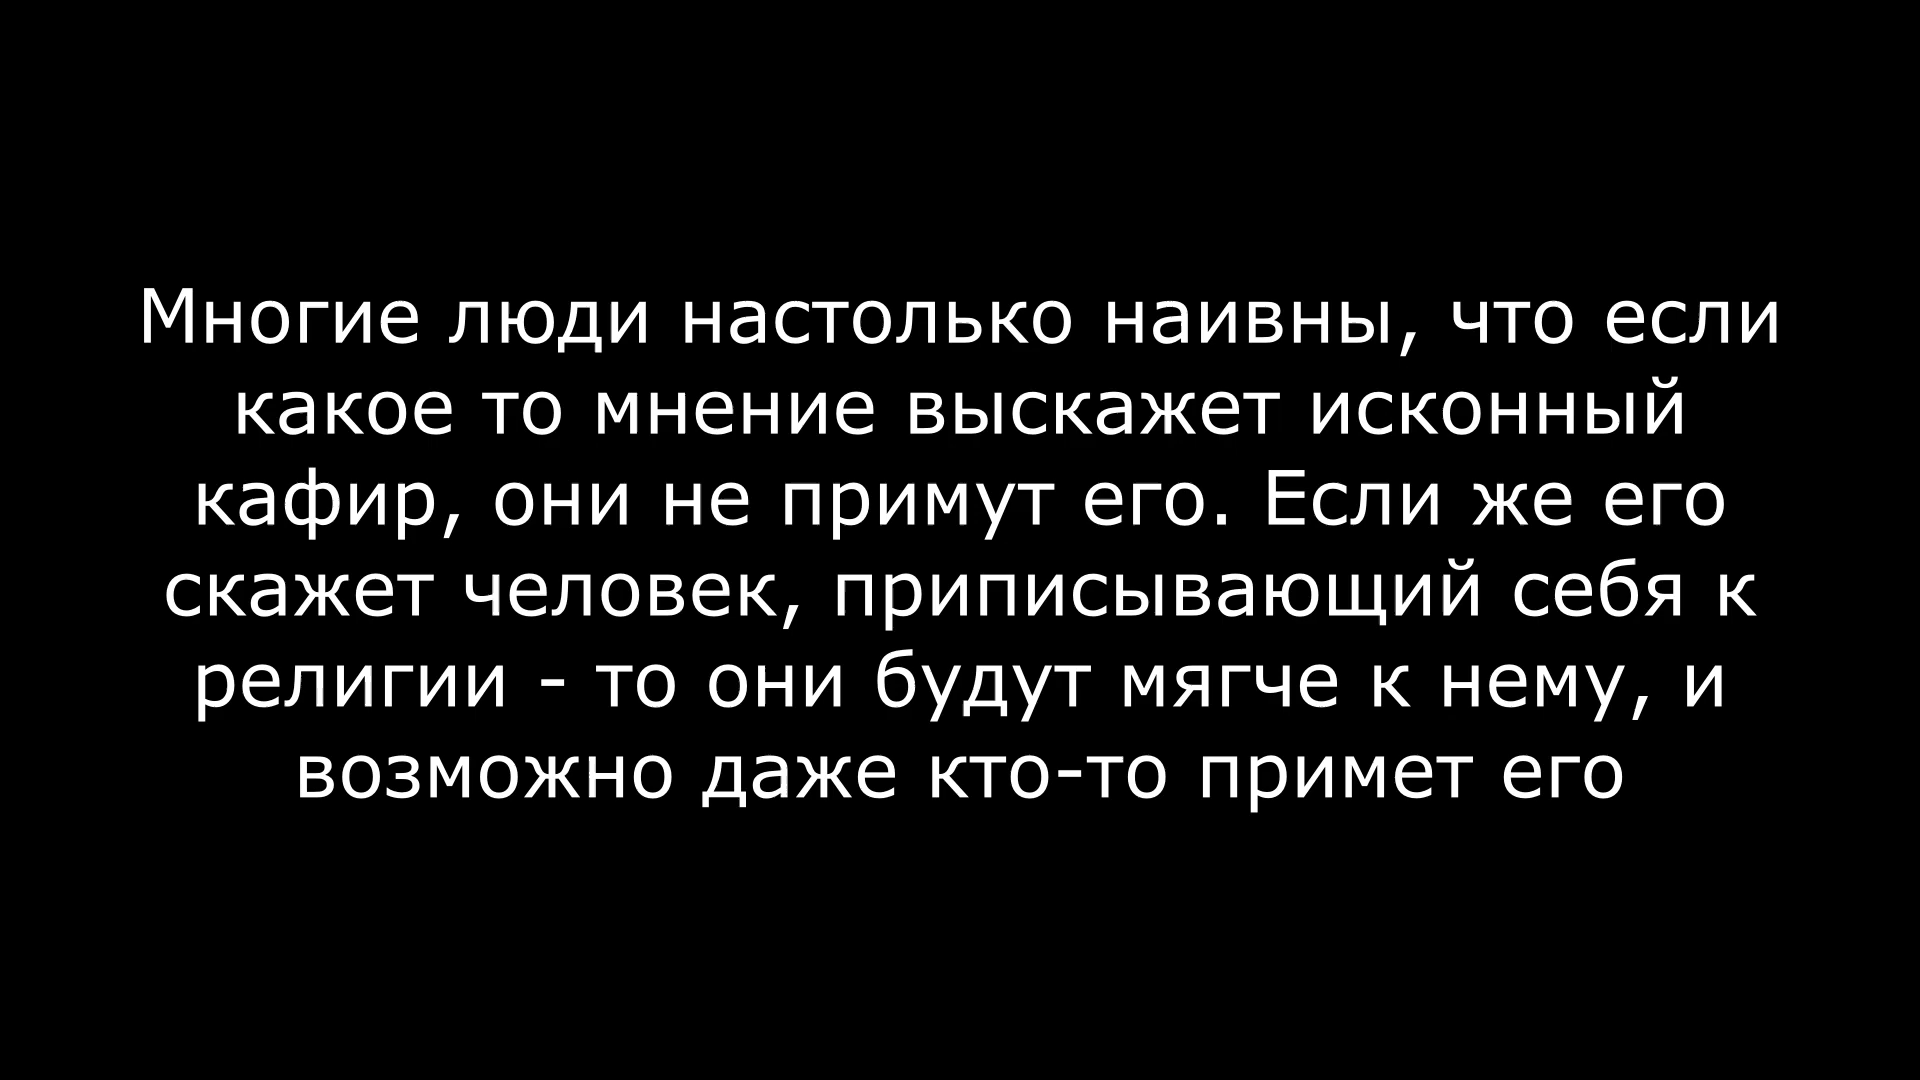 Многие люди настолько наивны, что если
какое то мнение выскажет исконный
кафир, они не примут его. Если же его
скажет человек, приписывающий себя к
религии - то они будут мягче к нему, и
возможно даже кто-то примет его